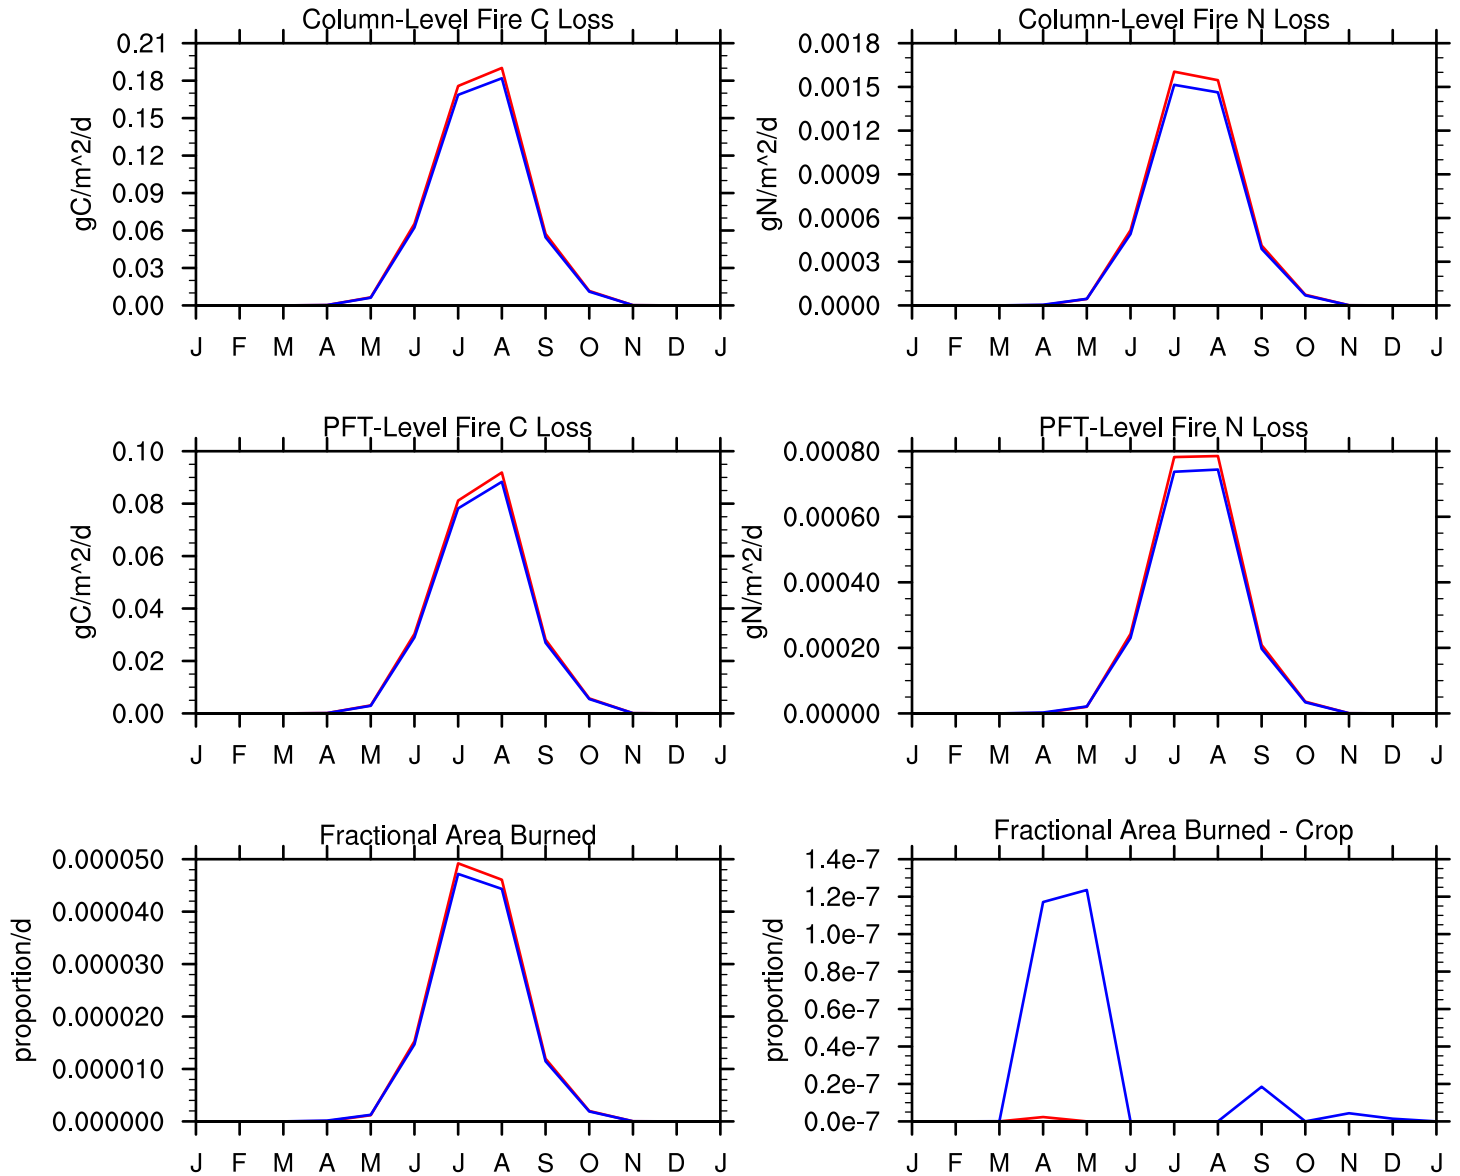 Column-Level Fire C Loss
gC/m^2/d
0.21
0.18
0.15
0.12
0.09
0.06
0.03
0.00
J F M A M J J A S O N D J
Column-Level Fire N Loss
gN/m^2/d
0.0018
0.0015
0.0012
0.0009
0.0006
0.0003
0.0000
J F M A M J J A S O N D J
PFT-Level Fire C Loss
gC/m^2/d
0.10
0.08
0.06
0.04
0.02
0.00
J F M A M J J A S O N D J
PFT-Level Fire N Loss
gN/m^2/d
0.00080
0.00060
0.00040
0.00020
0.00000
J F M A M J J A S O N D J
Fractional Area Burned
proportion/d
0.000050
0.000040
0.000030
0.000020
0.000010
0.000000
J F M A M J J A S O N D J
Fractional Area Burned - Crop
proportion/d
1.4e-7
1.2e-7
1.0e-7
0.8e-7
0.6e-7
0.4e-7
0.2e-7
0.0e-7
J F M A M J J A S O N D J